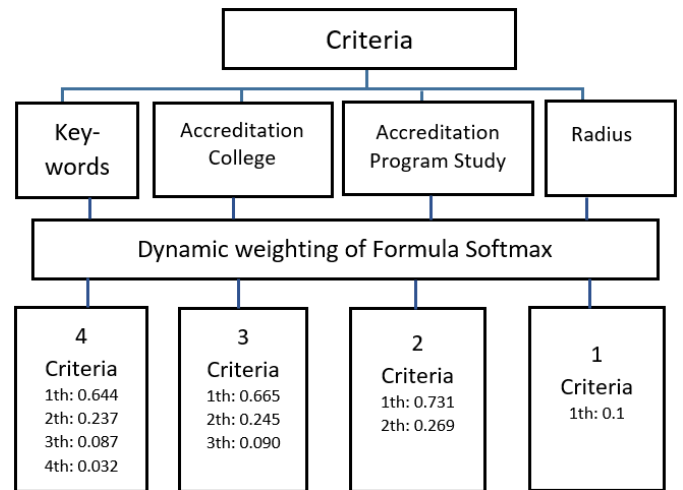 Criteria
Key-
words
Accreditation
College
Accreditation
Program Study
Radius
Dynamic weighting of Formula Softmax
4
Criteria
1th: 0.644
2th: 0.237
3th: 0.087
4th: 0.032
3
Criteria
1th: 0.665
2th: 0.245
3th: 0.090
2
Criteria
1th: 0.731
2th: 0.269
1
Criteria
1th: 0.1